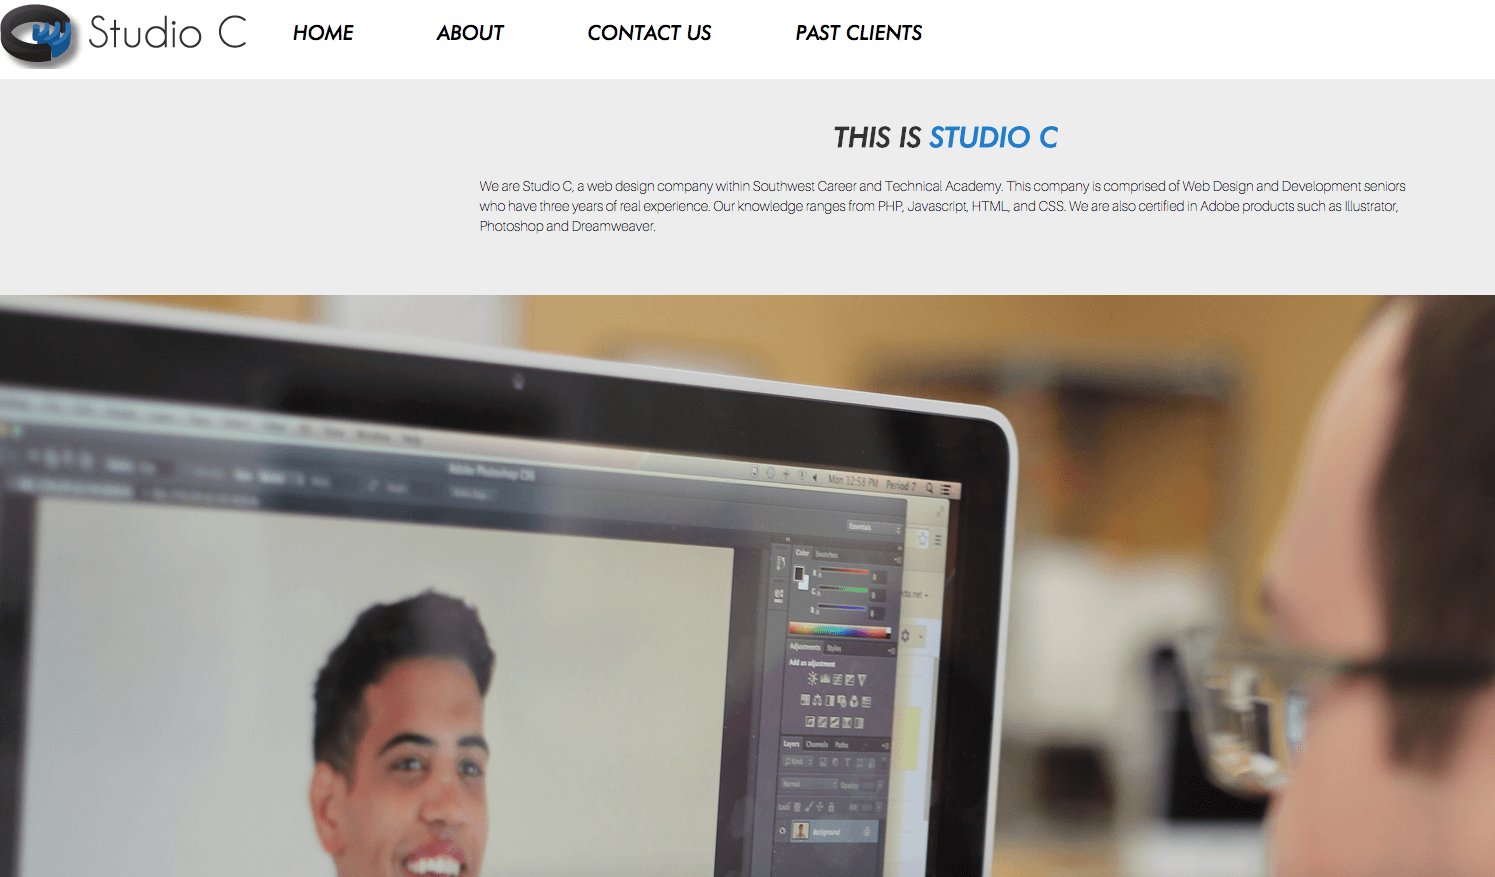 Studio C
HOME
ABOUT
CONTACT US
PAST CLIENTS
THIS IS STUDIO C
We are Studio C, a web design company within Southwest Career and Technical Academy. This company is comprised of Web Design and Development seniors
who have three years of real experience. Our knowledge ranges from PHP, Javascript, HTML, and CSS. We are also certified in Adobe products such as Illustrator,
Photoshop and Dreamweaver.
Adobe Photoshop CS6
Mon 12:58 PM Period 7
Essentials
Color Swatches
R
G
B
Adjustments Styles
Add an adjustment
Layers Channels Paths
Kind
Normal Opacity:
Lock:
Background